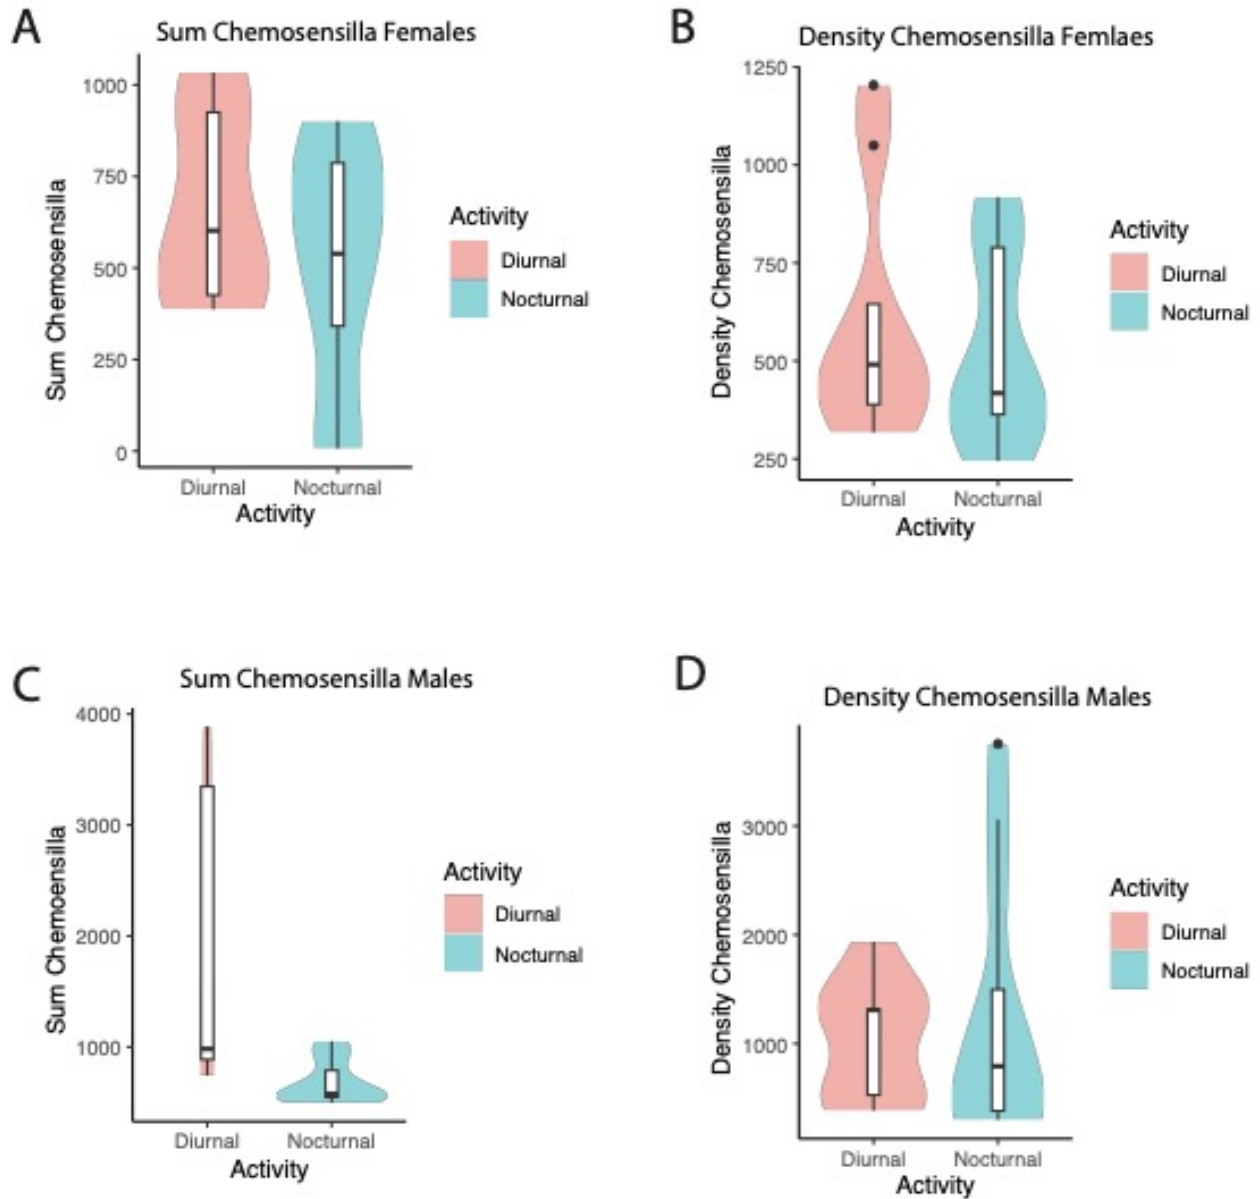 A
Sum Chemosensilla Females
1000
750
500
250
0
Sum Chemosensilla
Diurnal Nocturnal
Activity
Activity
Diurnal
Nocturnal
B
Density Chemosensilla Femlaes
1250
1000
750
500
250
Density Chemosensilla
Diurnal Nocturnal
Activity
Activity
Diurnal
Nocturnal
C
Sum Chemosensilla Males
4000
3000
2000
1000
Sum Chemoensilla
Diurnal Nocturnal
Activity
Activity
Diurnal
Nocturnal
D
Density Chemosensilla Males
3000
2000
1000
Density Chemosensilla
Diurnal Nocturnal
Activity
Activity
Diurnal
Nocturnal